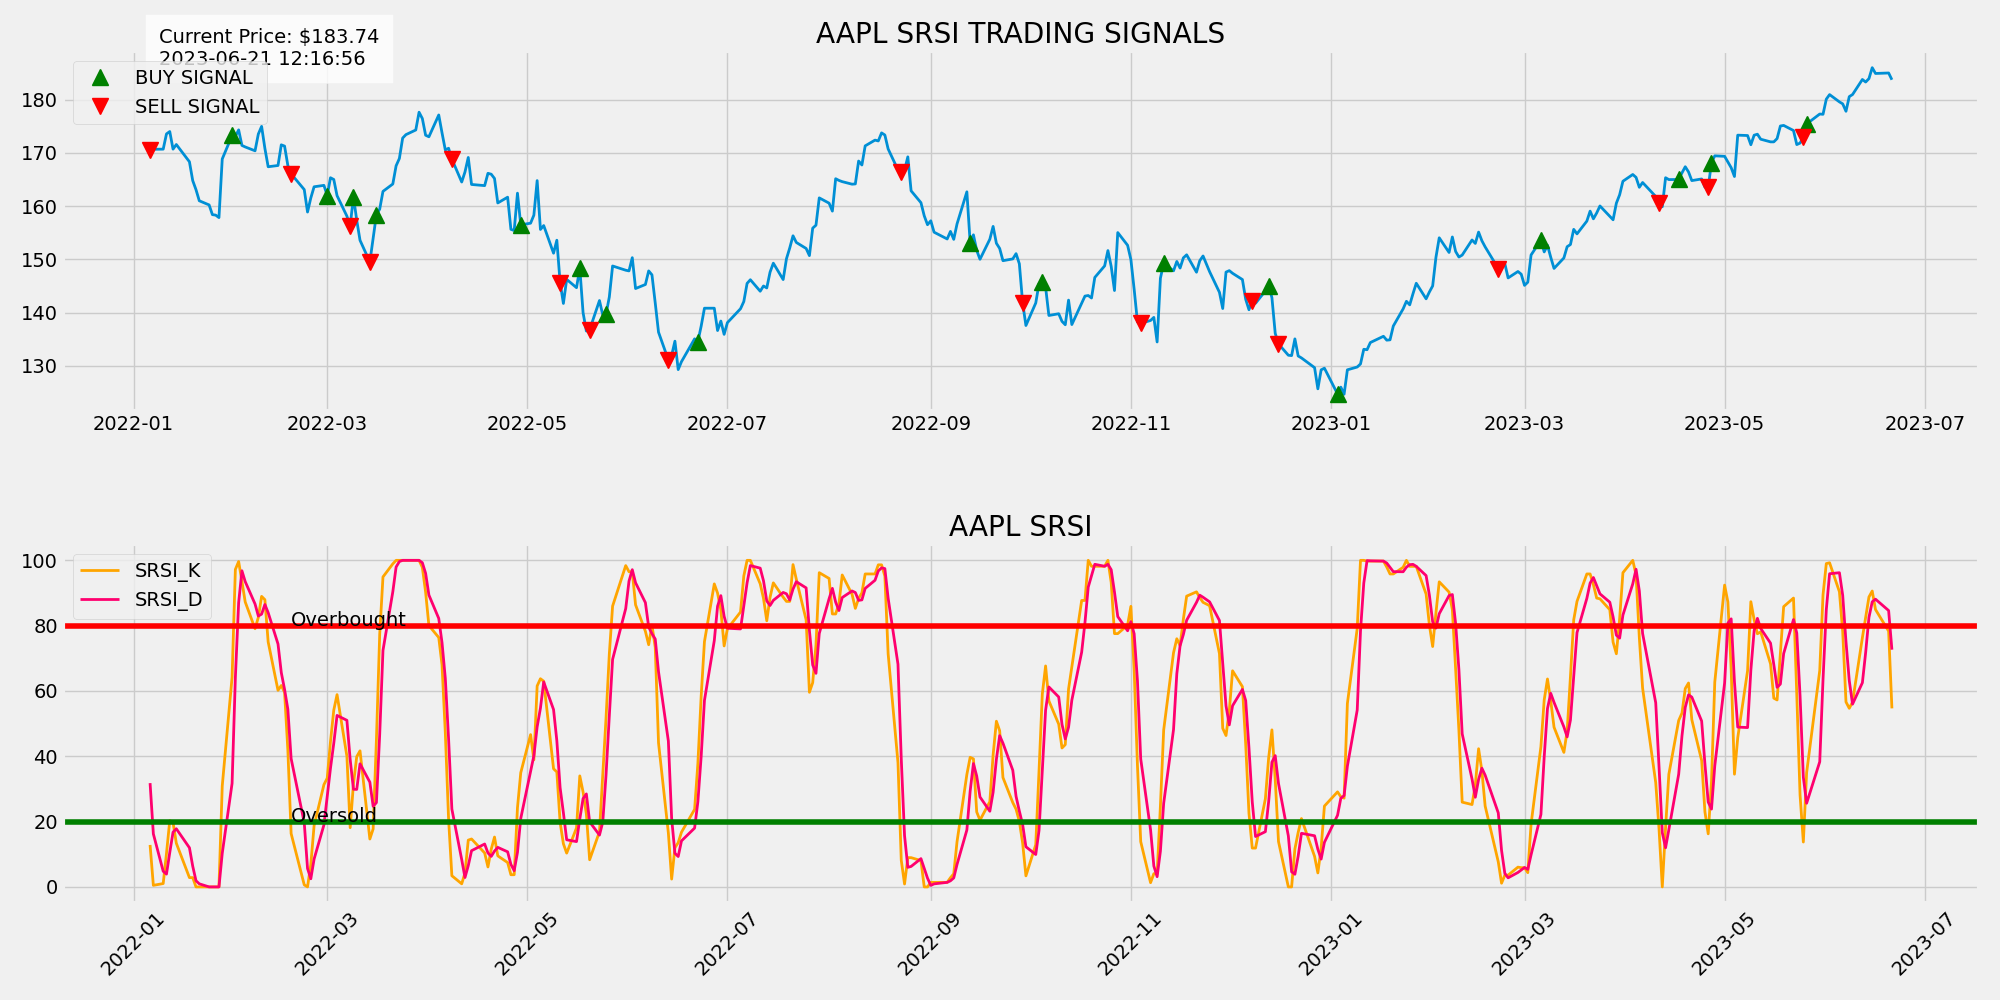 AAPL SRSI TRADING SIGNALS
Current Price: $183.74
2023-06-21 12:16:56
BUY SIGNAL
SELL SIGNAL
180
170
160
150
140
130
2022-01 2022-03 2022-05 2022-07 2022-09 2022-11 2023-01 2023-03 2023-05 2023-07
AAPL SRSI
SRSI_K
SRSI_D
100
80
60
40
20
0
Overbought
Oversold
2022-01 2022-03 2022-05 2022-07 2022-09 2022-11 2023-01 2023-03 2023-05 2023-07